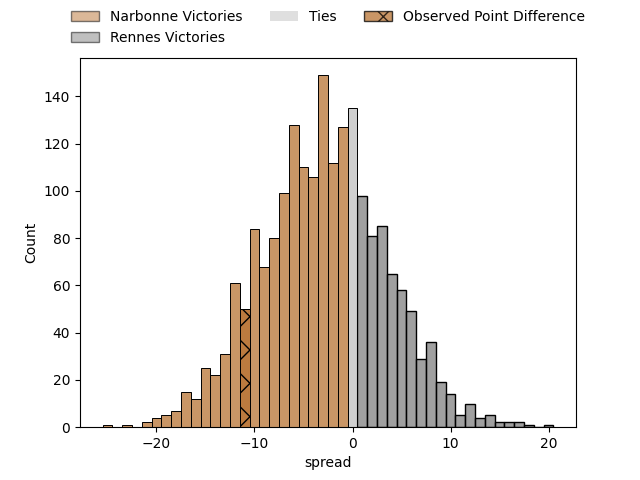 Narbonne Victories
Ties
Observed Point Difference
Rennes Victories
140
120
100
80
60
40
20
0
Count
−20
−10
0
10
20
spread